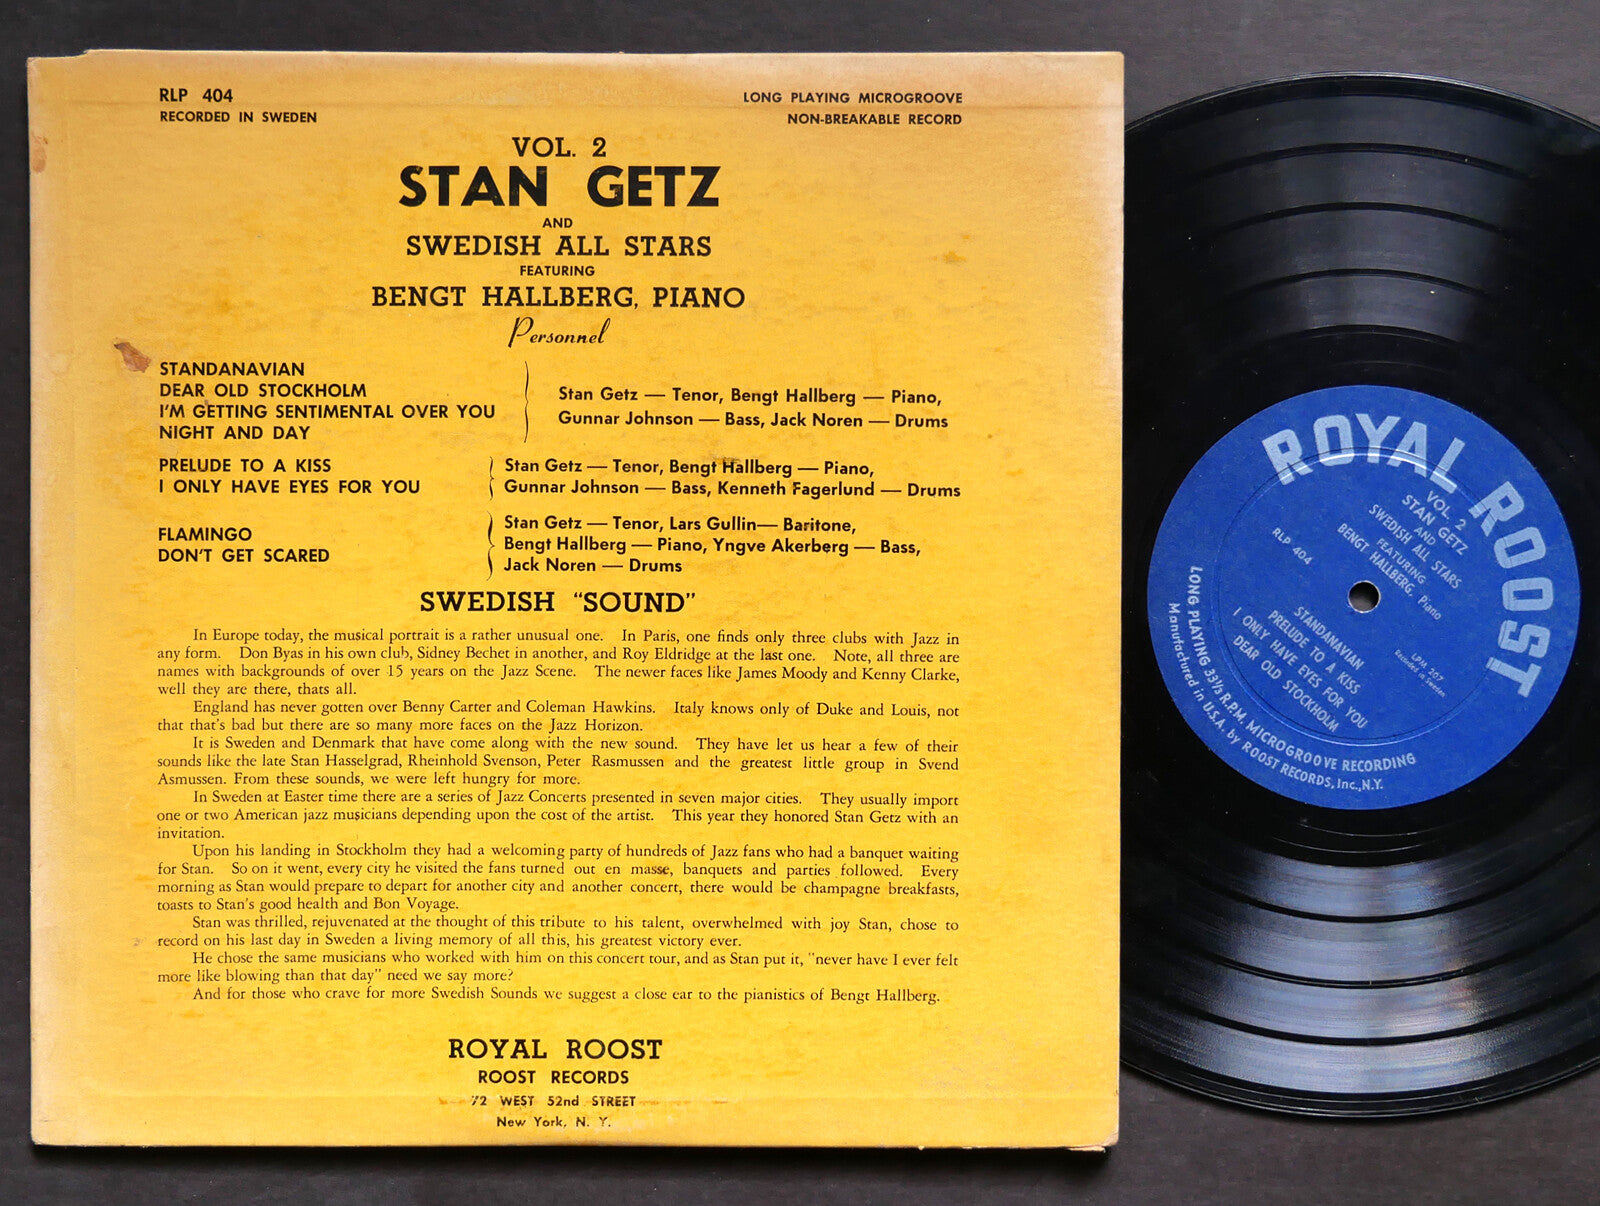 RLP 404
RECORDED IN SWEDEN
LONG PLAYING MICROGROOVE
NON-BREAKABLE RECORD
VOL. 2
STAN GETZ
AND
SWEDISH ALL STARS
FEATURING
BENGT HALLBERG, PIANO
Personnel
STANDANAVIAN
DEAR OLD STOCKHOLM
I'M GETTING SENTIMENTAL OVER YOU
NIGHT AND DAY
Stan Getz — Tenor, Bengt Hallberg — Piano,
Gunnar Johnson — Bass, Jack Noren — Drums
PRELUDE TO A KISS
I ONLY HAVE EYES FOR YOU
Stan Getz — Tenor, Bengt Hallberg — Piano,
Gunnar Johnson — Bass, Kenneth Fagerlund — Drums
FLAMINGO
DON'T GET SCARED
Stan Getz — Tenor, Lars Gullin— Baritone,
Bengt Hallberg — Piano, Yngve Akerberg — Bass,
Jack Noren — Drums
SWEDISH "SOUND"
In Europe today, the musical portrait is a rather unusual one. In Paris, one finds only three clubs with Jazz in
any form. Don Byas in his own club, Sidney Bechet in another, and Roy Eldridge at the last one. Note, all three are
names with backgrounds of over 15 years on the Jazz Scene. The newer faces like James Moody and Kenny Clarke,
well they are there, thats all.
England has never gotten over Benny Carter and Coleman Hawkins. Italy knows only of Duke and Louis, not
that that's bad but there are so many more faces on the Jazz Horizon.
It is Sweden and Denmark that have come along with the new sound. They have let us hear a few of their
sounds like the late Stan Hasselgrad, Rheinhold Svenson, Peter Rasmussen and the greatest little group in Svend
Asmussen. From these sounds, we were left hungry for more.
In Sweden at Easter time there are a series of Jazz Concerts presented in seven major cities. They usually import
one or two American jazz musicians depending upon the cost of the artist. This year they honored Stan Getz with an
invitation.
Upon his landing in Stockholm they had a welcoming party of hundreds of Jazz fans who had a banquet waiting
for Stan. So on it went, every city he visited the fans turned out en masse, banquets and parties followed. Every
morning as Stan would prepare to depart for another city and another concert, there would be champagne breakfasts,
toasts to Stan's good health and Bon Voyage.
Stan was thrilled, rejuvenated at the thought of this tribute to his talent, overwhelmed with joy Stan, chose to
record on his last day in Sweden a living memory of all this, his greatest victory ever.
He chose the same musicians who worked with him on this concert tour, and as Stan put it, "never have I ever felt
more like blowing than that day" need we say more?
And for those who crave for more Swedish Sounds we suggest a close ear to the pianistics of Bengt Hallberg.
ROYAL ROOST
ROOST RECORDS
72 WEST 52nd STREET
New York, N. Y.
ROYAL ROOST
VOL. 2
STAN GETZ
AND
SWEDISH ALL STARS
FEATURING
BENGT HALLBERG, Piano
RLP 404
LPM 207
Recorded in Sweden
STANDANAVIAN
PRELUDE TO A KISS
I ONLY HAVE EYES FOR YOU
DEAR OLD STOCKHOLM
LONG PLAYING 33⅓ R.P.M. MICROGROOVE RECORDING
Manufactured in U.S.A. by ROOST RECORDS, Inc., N.Y.